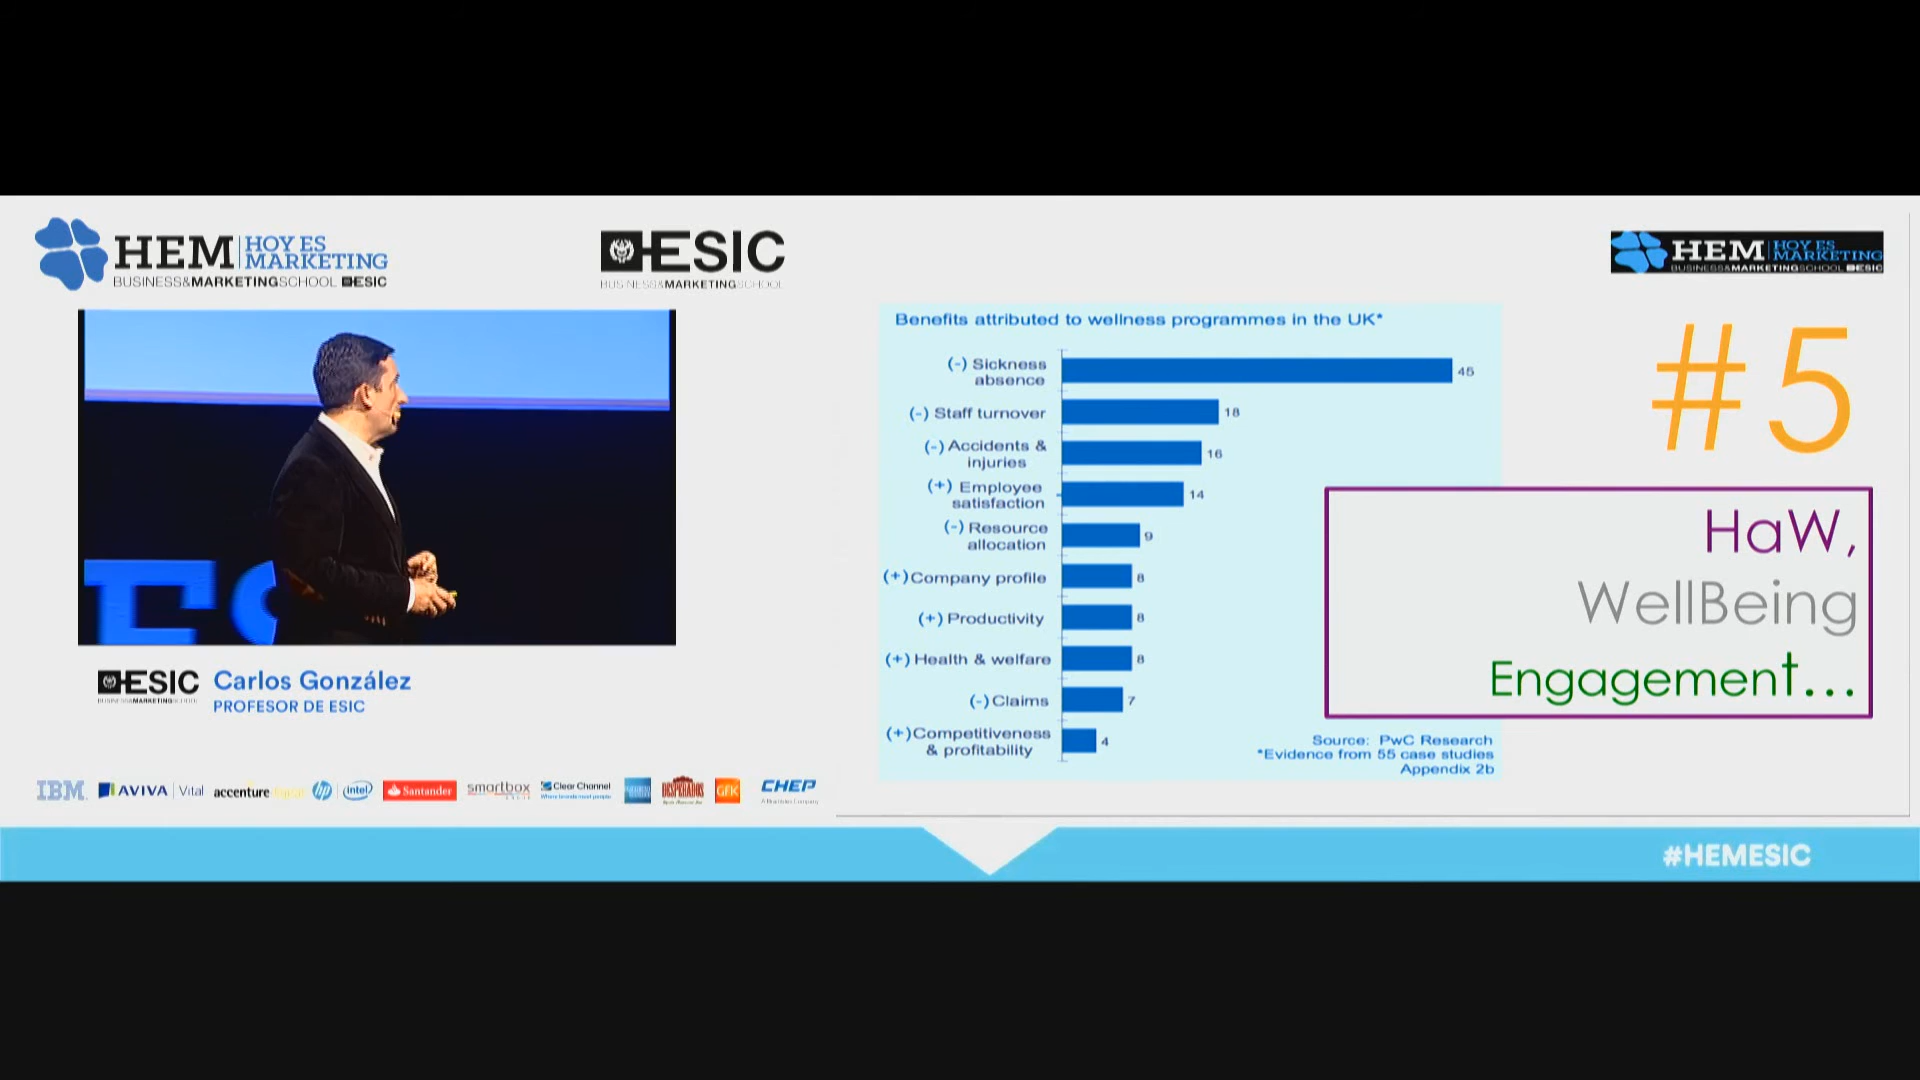 HEM HOY ES
MARKETING
BUSINESS&MARKETINGSCHOOL ESIC
ESIC
BUSINESS&MARKETINGSCHOOL
HEM HOY ES
MARKETING
BUSINESS&MARKETINGSCHOOL ESIC
ESIC
BUSINESS&MARKETINGSCHOOL
Carlos González
PROFESOR DE ESIC
IBM AVIVA Vital accenture hp intel Santander smartbox Clear Channel DESPERADOS GFK CHEP
Benefits attributed to wellness programmes in the UK*
(-) Sickness
absence 45
(-) Staff turnover 18
(-) Accidents &
injuries 16
(+) Employee
satisfaction 14
(-) Resource
allocation 9
(+) Company profile 8
(+) Productivity 8
(+) Health & welfare 8
(-) Claims 7
(+) Competitiveness
& profitability 4
Source: PwC Research
*Evidence from 55 case studies
Appendix 2b
#5
HaW,
WellBeing
Engagement...
#HEMESIC